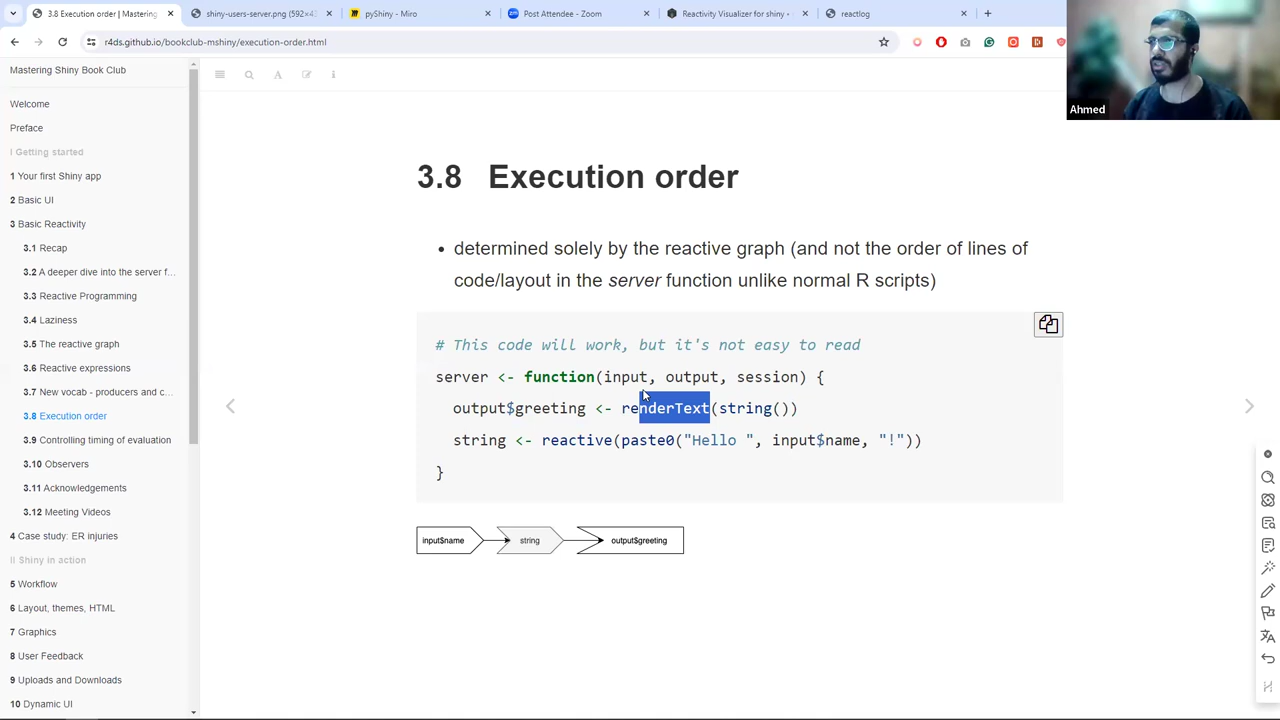 3.8 Execution order | Mastering
shiny-users-server.png (592×43
pyShiny - Miro
Post Attendee - Zoom
Reactivity Visualizer for shiny
reactlog
r4ds.github.io/bookclub-mshiny/execution-order.html
Ahmed
Mastering Shiny Book Club
Welcome
Preface
I Getting started
1 Your first Shiny app
2 Basic UI
3 Basic Reactivity
3.1 Recap
3.2 A deeper dive into the server f...
3.3 Reactive Programming
3.4 Laziness
3.5 The reactive graph
3.6 Reactive expressions
3.7 New vocab - producers and c...
3.8 Execution order
3.9 Controlling timing of evaluation
3.10 Observers
3.11 Acknowledgements
3.12 Meeting Videos
4 Case study: ER injuries
II Shiny in action
5 Workflow
6 Layout, themes, HTML
7 Graphics
8 User Feedback
9 Uploads and Downloads
10 Dynamic UI
3.8 Execution order
• determined solely by the reactive graph (and not the order of lines of
code/layout in the server function unlike normal R scripts)
# This code will work, but it's not easy to read
server <- function(input, output, session) {
output$greeting <- renderText(string())
string <- reactive(paste0("Hello ", input$name, "!"))
}
input$name
string
output$greeting